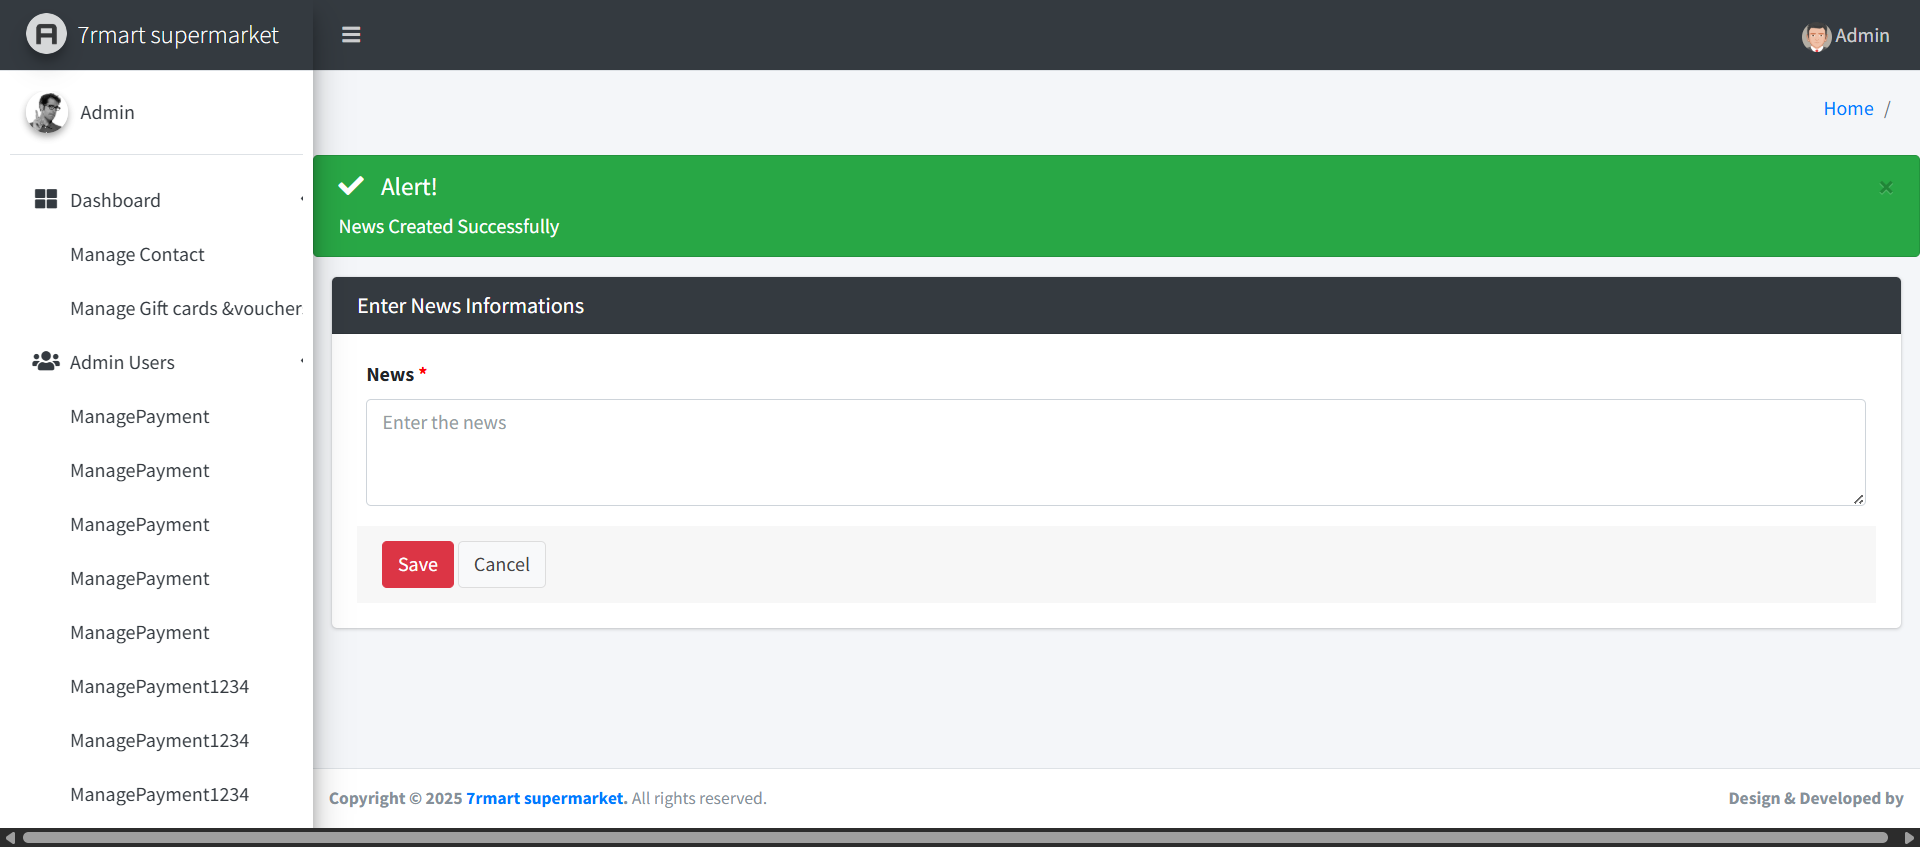 7rmart supermarket
Admin
Admin
Home /
Dashboard
Manage Contact
Manage Gift cards &voucher
Admin Users
ManagePayment
ManagePayment
ManagePayment
ManagePayment
ManagePayment
ManagePayment1234
ManagePayment1234
ManagePayment1234
Alert!
×
News Created Successfully
Enter News Informations
News *
Enter the news
Save Cancel
Copyright © 2025 7rmart supermarket. All rights reserved.
Design & Developed by